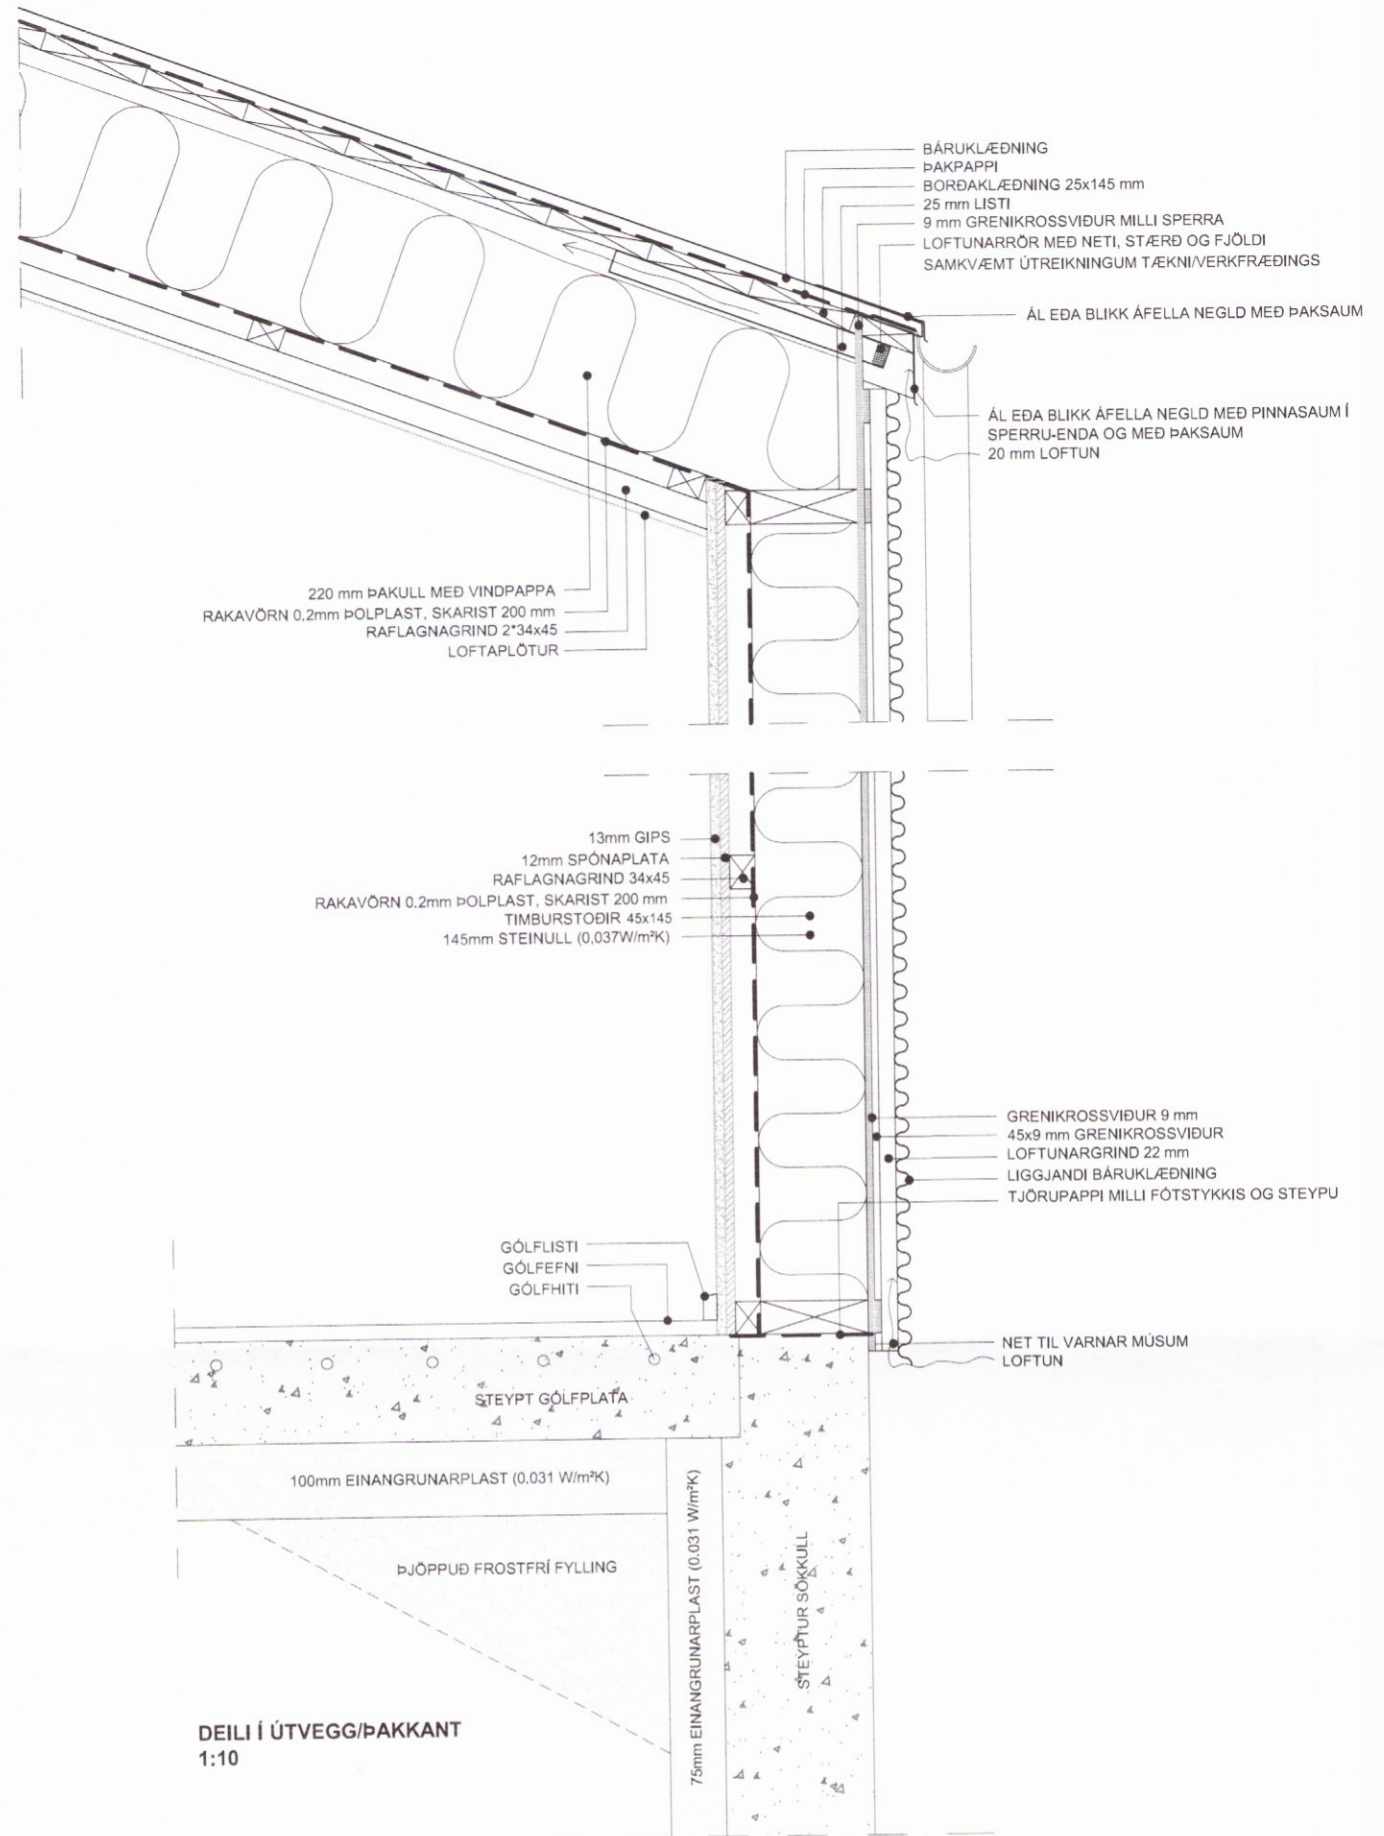 BÁRUKLÆÐNING
ÞAKPAPPI
BORÐAKLÆÐNING 25x145 mm
25 mm LISTI
9 mm GRENIKROSSVIÐUR MILLI SPERRA
LOFTUNARRÖR MEÐ NETI, STÆRÐ OG FJÖLDI
SAMKVÆMT ÚTREIKNINGUM TÆKNI/VERKFRÆÐINGS
ÁL EÐA BLIKK ÁFELLA NEGLD MEÐ ÞAKSAUM
ÁL EÐA BLIKK ÁFELLA NEGLD MEÐ PINNASAUM Í
SPERRU-ENDA OG MEÐ ÞAKSAUM
20 mm LOFTUN
220 mm ÞAKULL MEÐ VINDPAPPA
RAKAVÖRN 0.2mm ÞOLPLAST, SKARIST 200 mm
RAFLAGNAGRIND 2*34x45
LOFTAPLÖTUR
13mm GIPS
12mm SPÓNAPLATA
RAFLAGNAGRIND 34x45
RAKAVÖRN 0.2mm ÞOLPLAST, SKARIST 200 mm
TIMBURSTOÐIR 45x145
145mm STEINULL (0,037W/m²K)
GRENIKROSSVIÐUR 9 mm
45x9 mm GRENIKROSSVIÐUR
LOFTUNARGRIND 22 mm
LIGGJANDI BÁRUKLÆÐNING
TJÖRUPAPPI MILLI FÓTSTYKKIS OG STEYPU
GÓLFLISTI
GÓLFEFNI
GÓLFHITI
NET TIL VARNAR MÚSUM
LOFTUN
STEYPT GÓLFPLATA
100mm EINANGRUNARPLAST (0.031 W/m²K)
ÞJÖPPUÐ FROSTFRÍ FYLLING
75mm EINANGRUNARPLAST (0.031 W/m²K)
STEYPTUR SÖKKULL
DEILI Í ÚTVEGG/ÞAKKANT
1:10